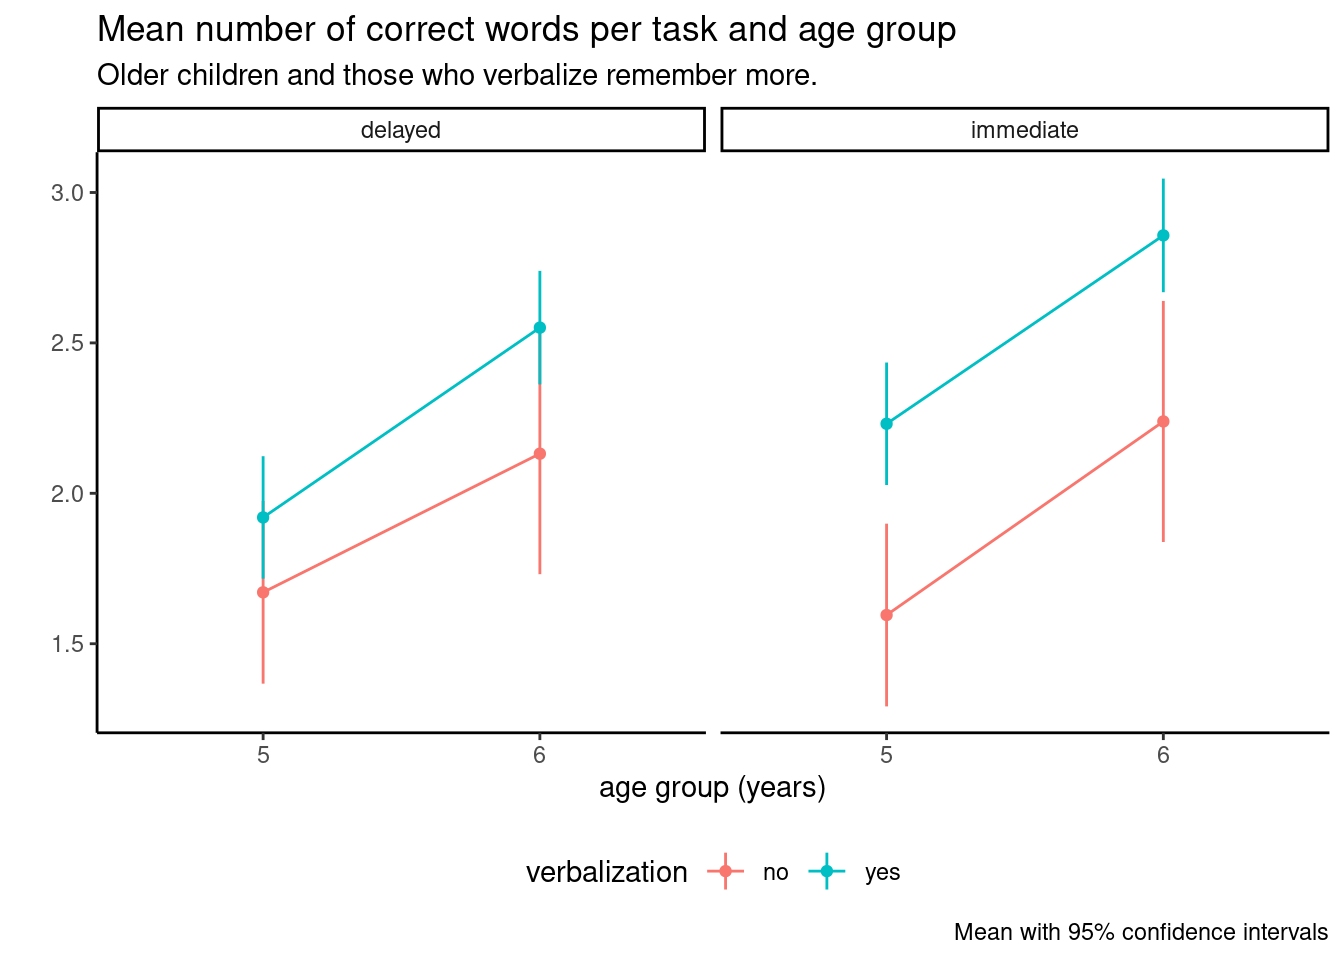 Mean number of correct words per task and age group
Older children and those who verbalize remember more.
delayed
immediate
3.0
2.5
2.0
1.5
5
6
5
6
age group (years)
verbalization no yes
Mean with 95% confidence intervals